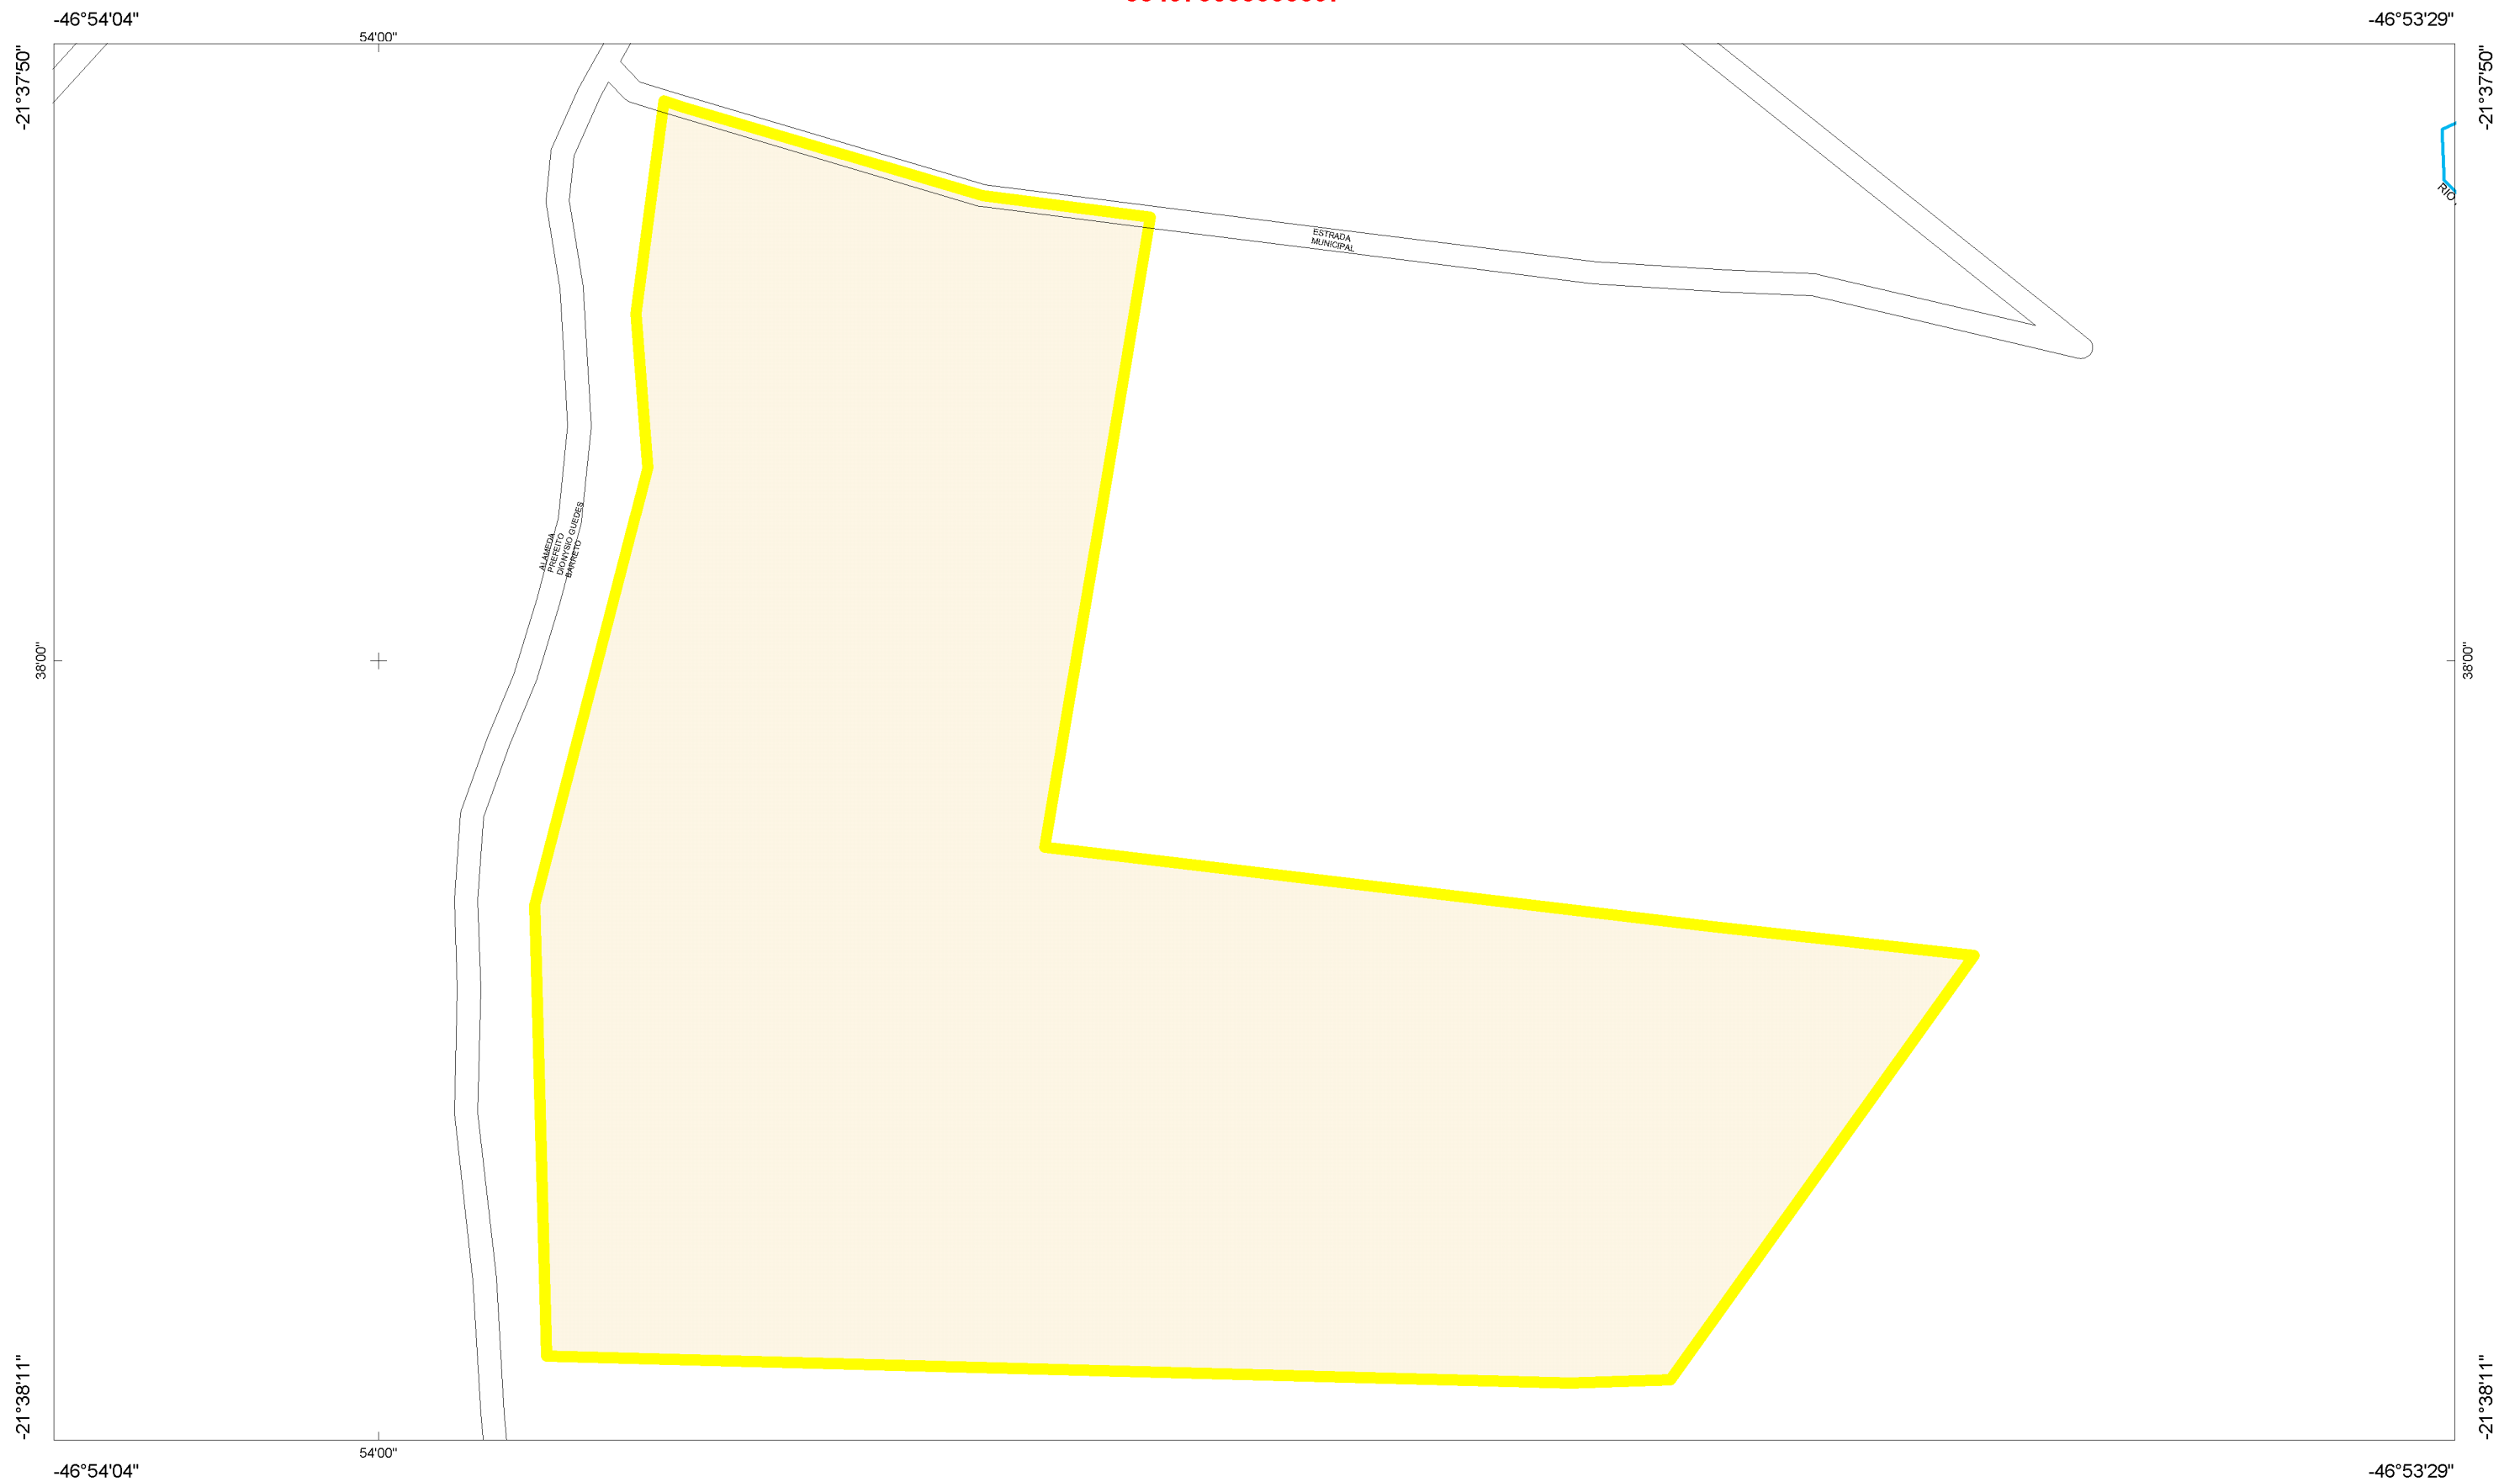 -46°54'04"
-46°53'29"
54'00"
-21°37'50"
-21°37'50"
RIO
ESTRADA
MUNICIPAL
ALAMEDA
PREFEITO
DIONYSIO GUEDES
BARRETO
38'00"
38'00"
-21°38'11"
-21°38'11"
54'00"
-46°54'04"
-46°53'29"